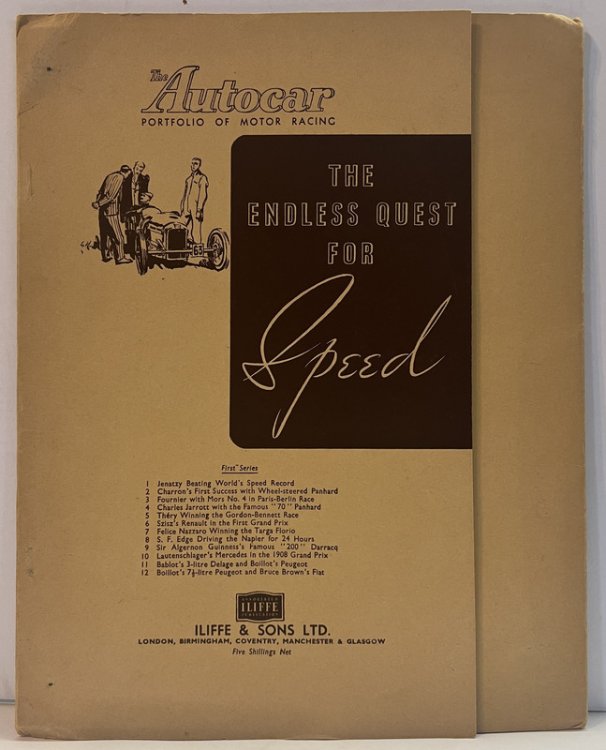 The Autocar
PORTFOLIO OF MOTOR RACING
THE
ENDLESS QUEST
FOR
Speed
First Series
1 Jenatzy Beating World's Speed Record
2 Charron's First Success with Wheel-steered Panhard
3 Fournier with Mors No. 4 in Paris-Berlin Race
4 Charles Jarrott with the Famous "70" Panhard
5 Théry Winning the Gordon-Bennett Race
6 Szisz's Renault in the First Grand Prix
7 Felice Nazzaro Winning the Targa Florio
8 S. F. Edge Driving the Napier for 24 Hours
9 Sir Algernon Guinness's Famous "200" Darracq
10 Lautenschlager's Mercedes in the 1908 Grand Prix
11 Bablot's 3-litre Delage and Boillot's Peugeot
12 Boillot's 7½-litre Peugeot and Bruce Brown's Fiat
ASSOCIATED
ILIFFE
ILIFFE & SONS LTD.
LONDON, BIRMINGHAM, COVENTRY, MANCHESTER & GLASGOW
Five Shillings Net